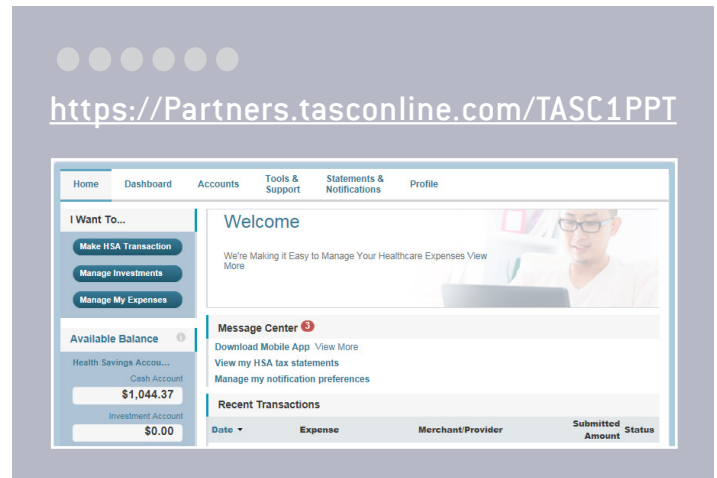 https://Partners.tasconline.com/TASC1PPT
Home Dashboard Accounts Tools & Support Statements & Notifications Profile
I Want To...
Make HSA Transaction
Manage Investments
Manage My Expenses
Available Balance
Health Savings Accou...
Cash Account
$1,044.37
Investment Account
$0.00
Welcome
We're Making it Easy to Manage Your Healthcare Expenses View
More
Message Center 3
Download Mobile App View More
View my HSA tax statements
Manage my notification preferences
Recent Transactions
Date Expense Merchant/Provider Submitted Amount Status